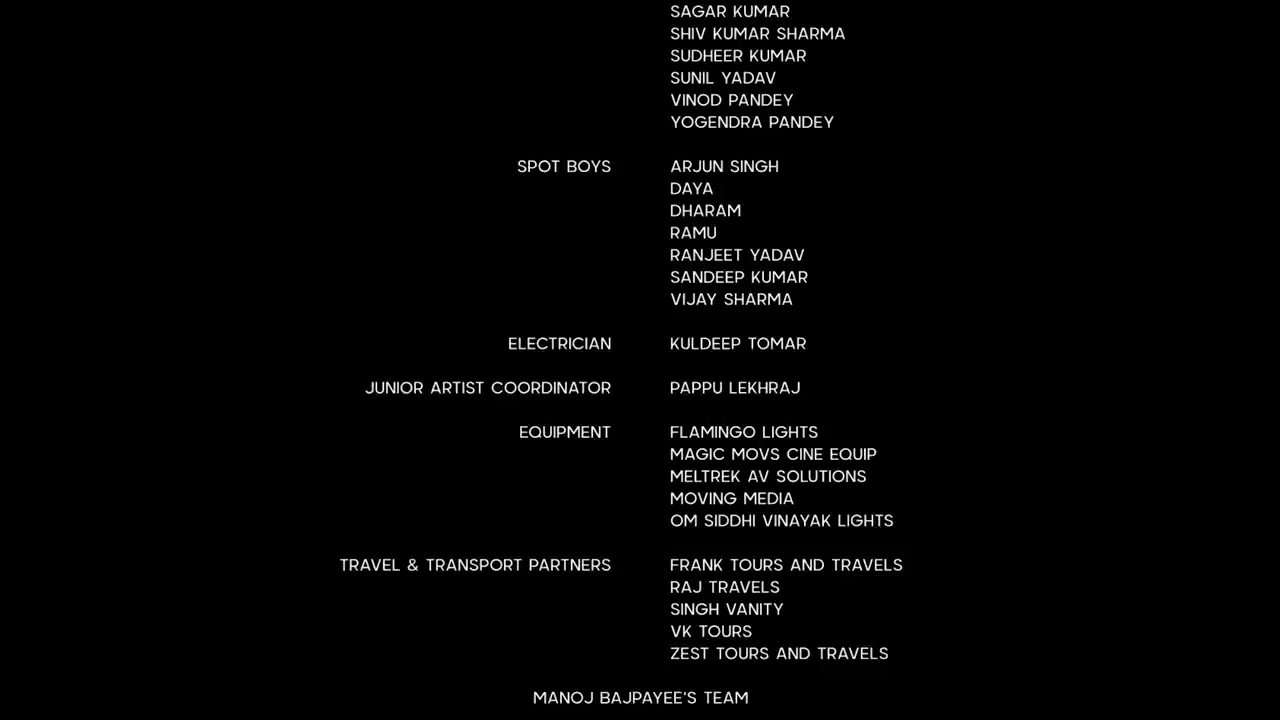 SAGAR KUMAR
SHIV KUMAR SHARMA
SUDHEER KUMAR
SUNIL YADAV
VINOD PANDEY
YOGENDRA PANDEY
SPOT BOYS ARJUN SINGH
DAYA
DHARAM
RAMU
RANJEET YADAV
SANDEEP KUMAR
VIJAY SHARMA
ELECTRICIAN KULDEEP TOMAR
JUNIOR ARTIST COORDINATOR PAPPU LEKHRAJ
EQUIPMENT FLAMINGO LIGHTS
MAGIC MOVS CINE EQUIP
MELTREK AV SOLUTIONS
MOVING MEDIA
OM SIDDHI VINAYAK LIGHTS
TRAVEL & TRANSPORT PARTNERS FRANK TOURS AND TRAVELS
RAJ TRAVELS
SINGH VANITY
VK TOURS
ZEST TOURS AND TRAVELS
MANOJ BAJPAYEE'S TEAM